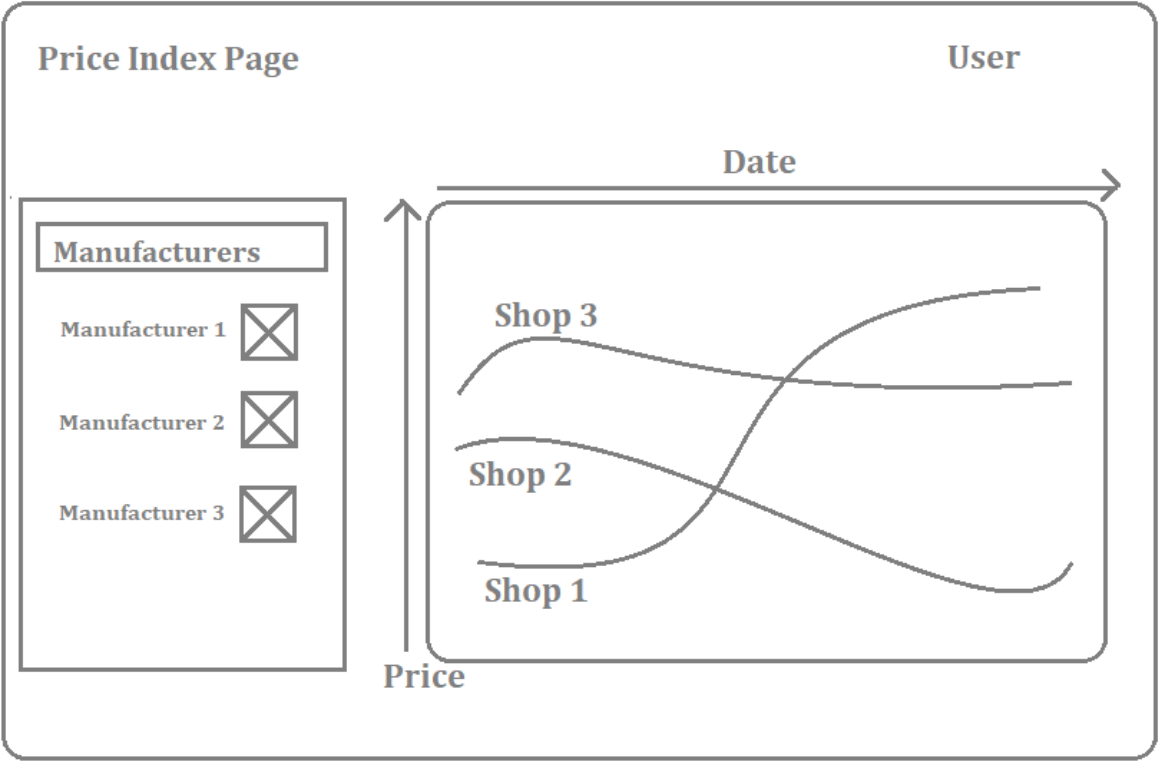 Price Index Page
User
Date
Manufacturers
Manufacturer 1
Manufacturer 2
Manufacturer 3
Shop 3
Shop 2
Shop 1
Price